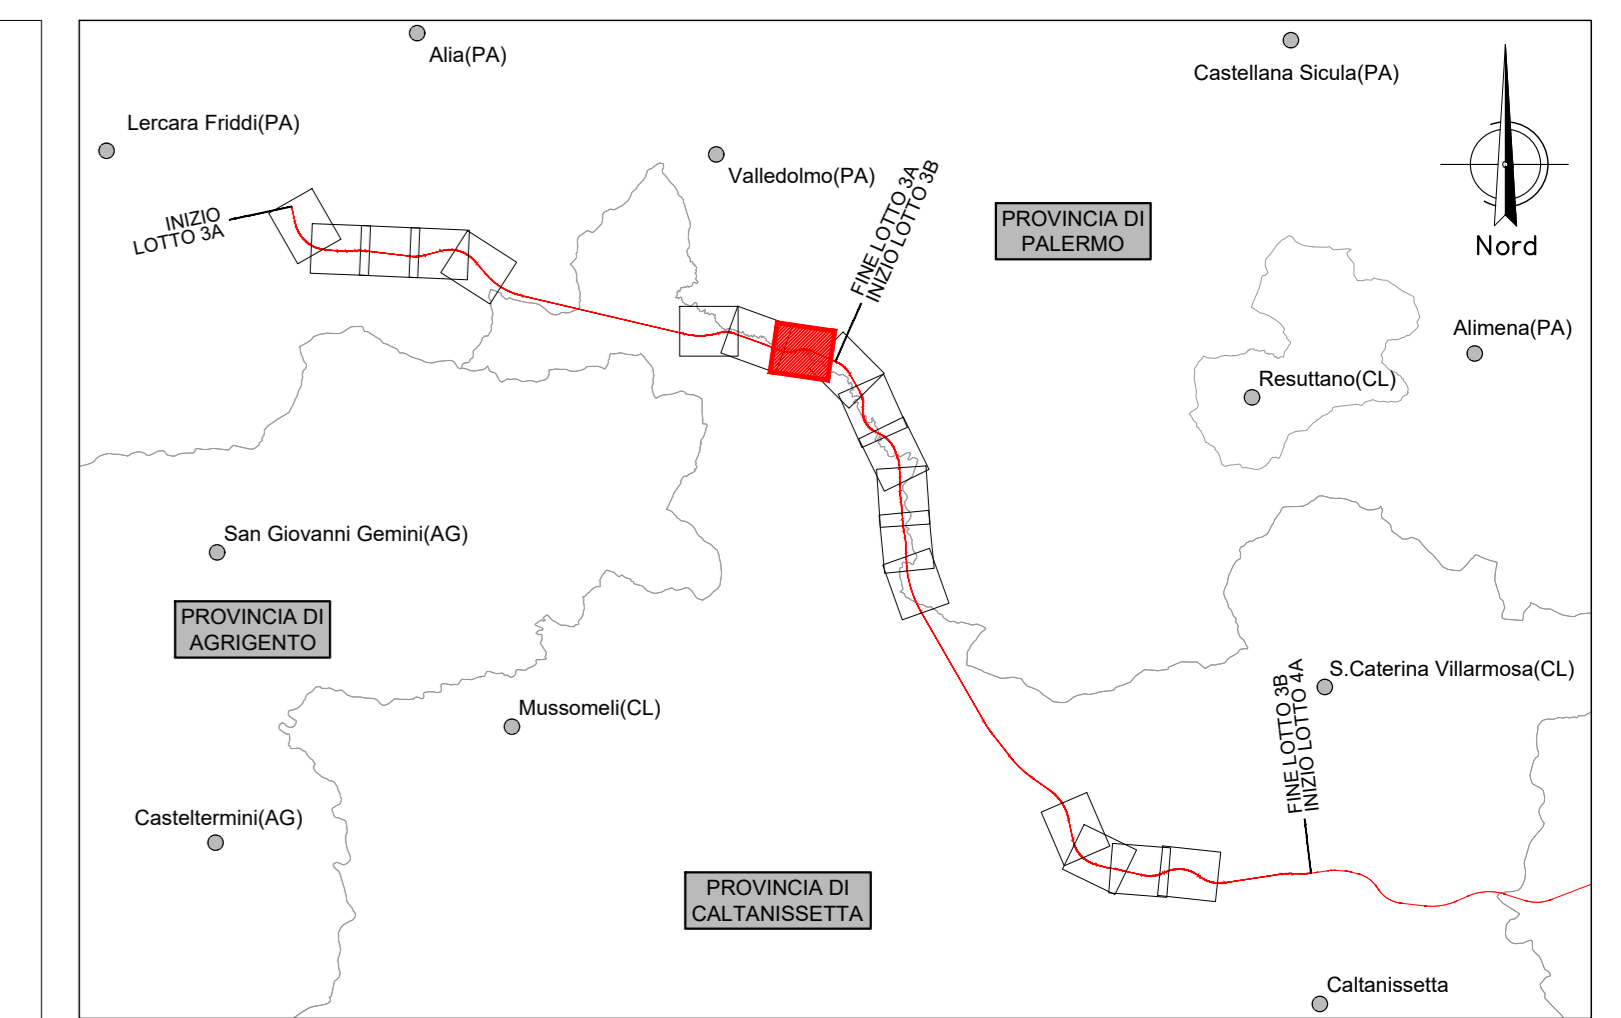 Alia(PA)
Castellana Sicula(PA)
Lercara Friddi(PA)
Valledolmo(PA)
INIZIO
LOTTO 3A
FINE LOTTO 3A
INIZIO LOTTO 3B
PROVINCIA DI
PALERMO
Nord
Alimena(PA)
Resuttano(CL)
San Giovanni Gemini(AG)
PROVINCIA DI
AGRIGENTO
S.Caterina Villarmosa(CL)
Mussomeli(CL)
FINE LOTTO 3B
INIZIO LOTTO 4A
Casteltermini(AG)
PROVINCIA DI
CALTANISSETTA
Caltanissetta